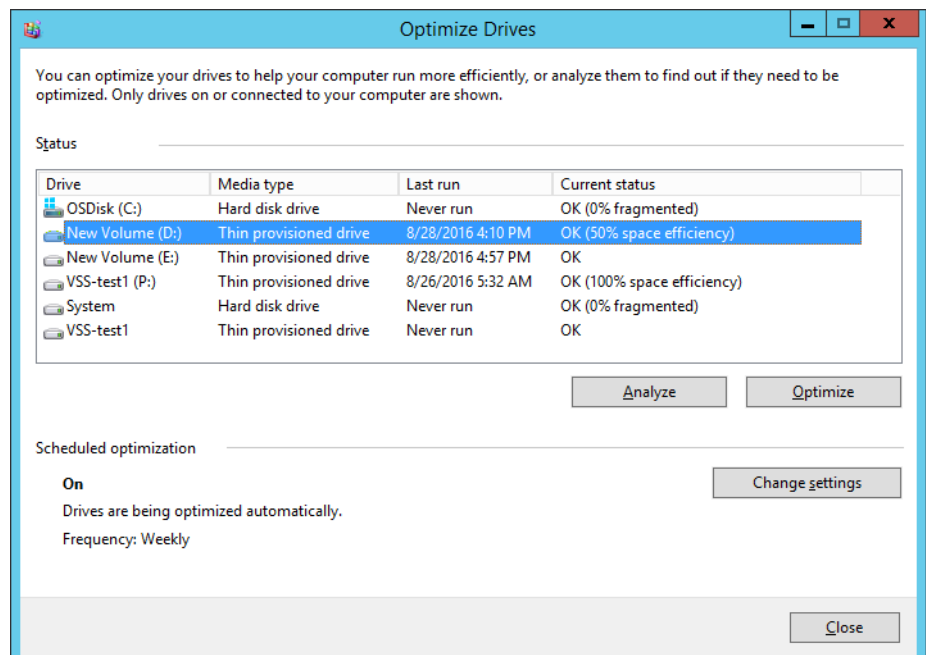 Optimize Drives
You can optimize your drives to help your computer run more efficiently, or analyze them to find out if they need to be
optimized. Only drives on or connected to your computer are shown.
Status
Drive Media type Last run Current status
OSDisk (C:) Hard disk drive Never run OK (0% fragmented)
New Volume (D:) Thin provisioned drive 8/28/2016 4:10 PM OK (50% space efficiency)
New Volume (E:) Thin provisioned drive 8/28/2016 4:57 PM OK
VSS-test1 (P:) Thin provisioned drive 8/26/2016 5:32 AM OK (100% space efficiency)
System Hard disk drive Never run OK (0% fragmented)
VSS-test1 Thin provisioned drive Never run OK
Analyze Optimize
Scheduled optimization
On
Change settings
Drives are being optimized automatically.
Frequency: Weekly
Close